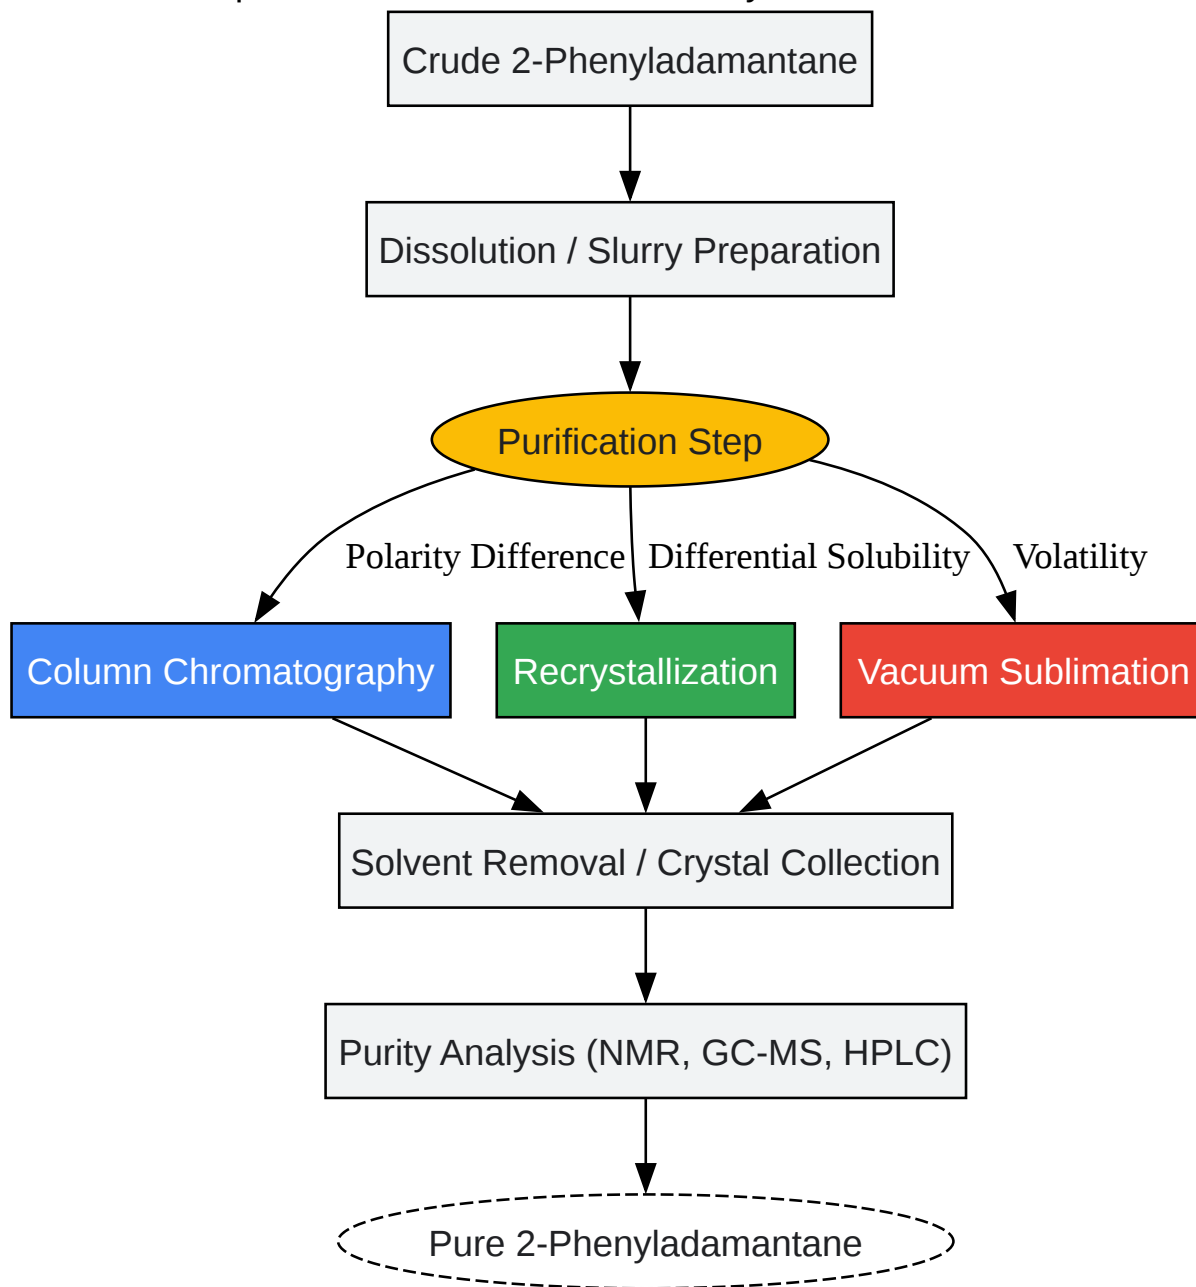 Crude 2-Phenyladamantane
Dissolution / Slurry Preparation
Purification Step
Polarity Difference
Differential Solubility
Volatility
Column Chromatography
Recrystallization
Vacuum Sublimation
Solvent Removal / Crystal Collection
Purity Analysis (NMR, GC-MS, HPLC)
Pure 2-Phenyladamantane